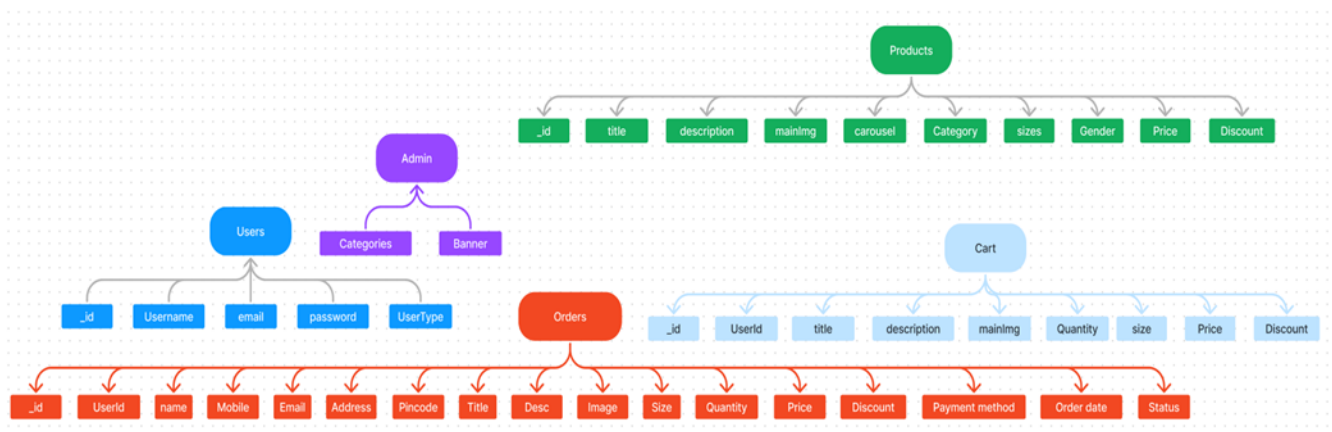 Products
_id title description mainImg carousel Category sizes Gender Price Discount
Admin
Categories Banner
Users
_id Username email password UserType
Cart
_id UserId title description mainImg Quantity size Price Discount
Orders
_id UserId name Mobile Email Address Pincode Title Desc Image Size Quantity Price Discount Payment method Order date Status